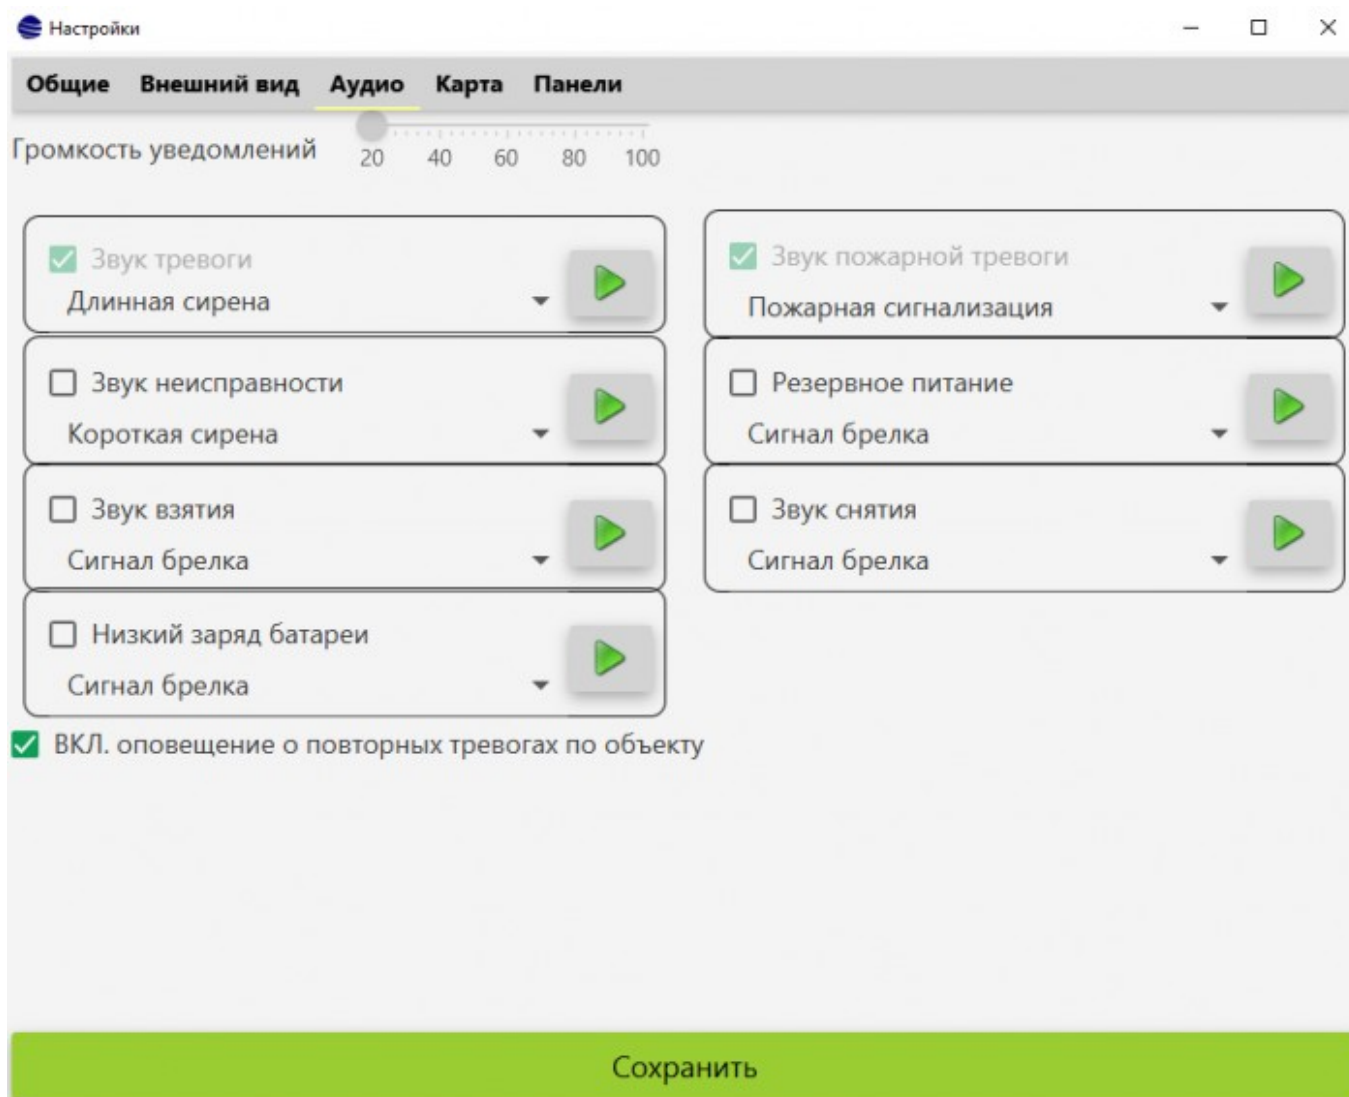 Настройки
Общие Внешний вид Аудио Карта Панели
Громкость уведомлений
20 40 60 80 100
Звук тревоги
Длинная сирена
Звук пожарной тревоги
Пожарная сигнализация
Звук неисправности
Короткая сирена
Резервное питание
Сигнал брелка
Звук взятия
Сигнал брелка
Звук снятия
Сигнал брелка
Низкий заряд батареи
Сигнал брелка
ВКЛ. оповещение о повторных тревогах по объекту
Сохранить